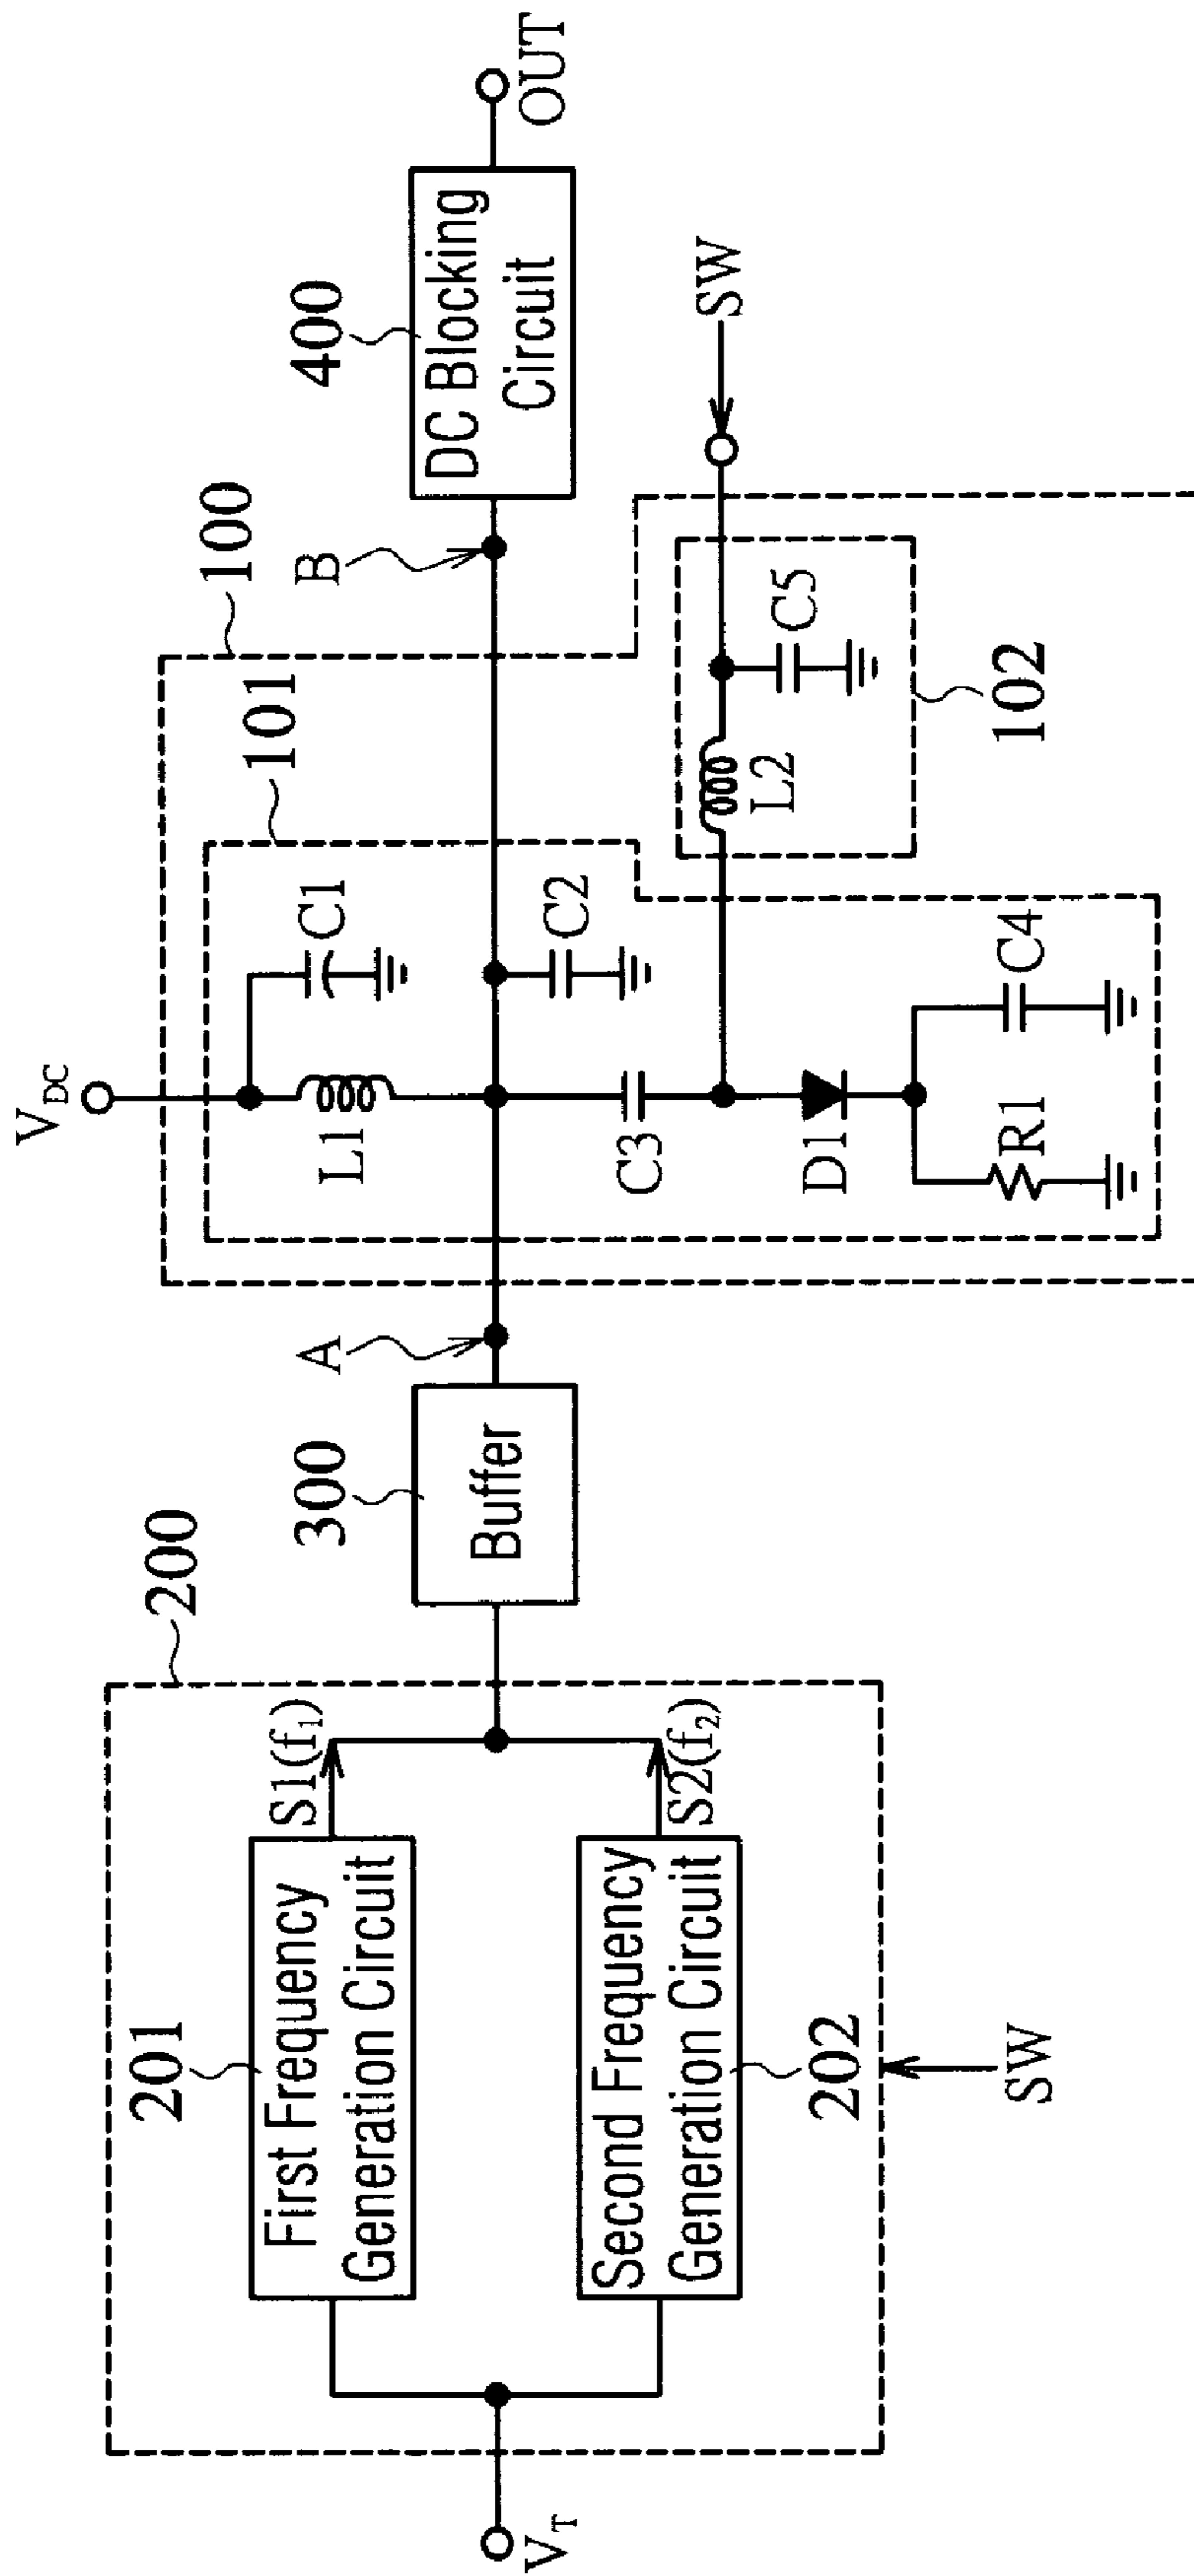 V_T
200
201
First Frequency
Generation Circuit
S1(f₁)
Second Frequency
Generation Circuit
S2(f₂)
202
SW
300
Buffer
A
V_DC
100
101
L1
C1
C2
C3
D1
R1
C4
L2
C5
102
SW
B
400
DC Blocking
Circuit
OUT